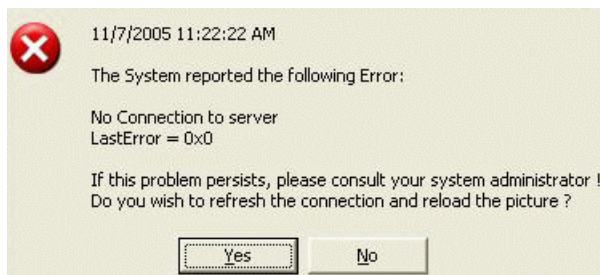 11/7/2005 11:22:22 AM
The System reported the following Error:
No Connection to server
LastError = 0x0
If this problem persists, please consult your system administrator !
Do you wish to refresh the connection and reload the picture ?
Yes No